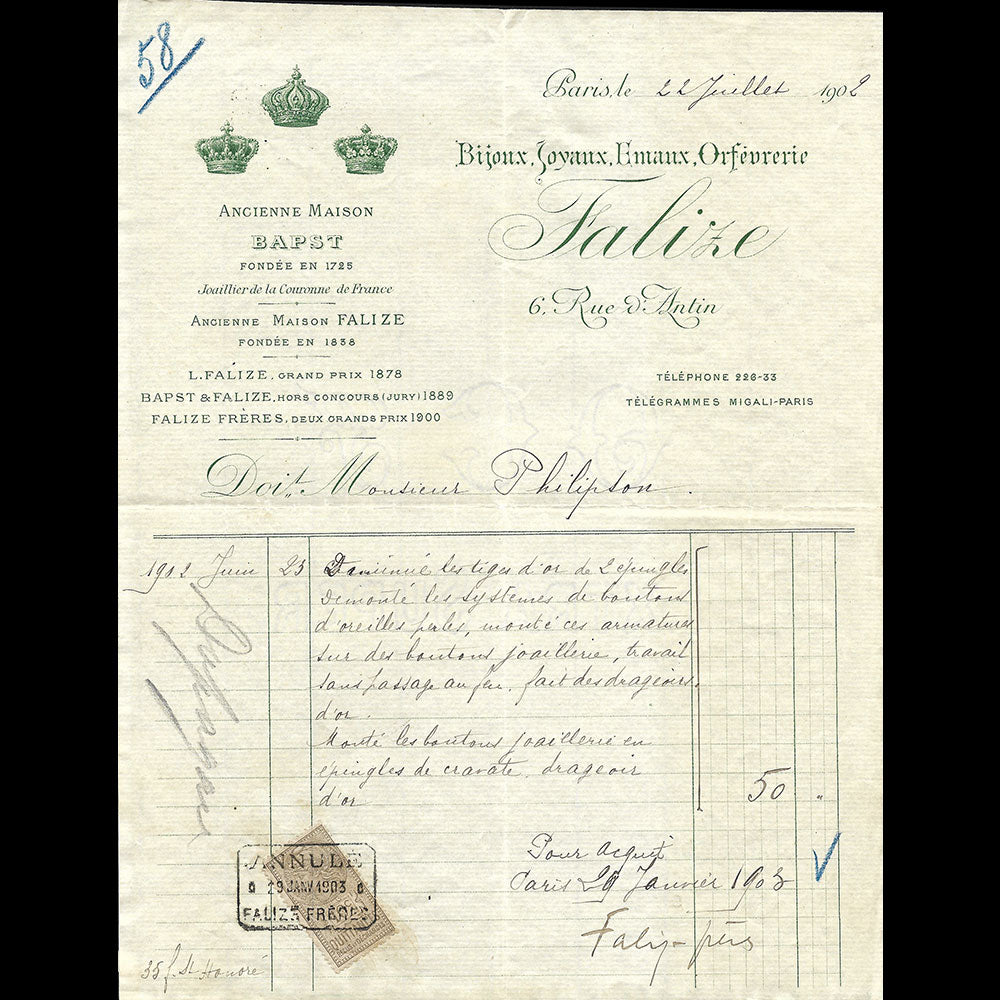 58
Paris, le 22 Juillet 1902
Bijoux, Joyaux, Emaux, Orfèvrerie
Falize
6, Rue d'Antin
TÉLÉPHONE 226-33
TÉLÉGRAMMES MIGALI-PARIS
ANCIENNE MAISON
BAPST
FONDÉE EN 1725
Joaillier de la Couronne de France
ANCIENNE MAISON FALIZE
FONDÉE EN 1838
L. FALIZE, GRAND PRIX 1878
BAPST & FALIZE, HORS CONCOURS (JURY) 1889
FALIZE FRÈRES, DEUX GRANDS PRIX 1900
Doit Monsieur Philipson.
1902 Juin 23 Diminué les tiges d'or de 2 épingles
Démonté les systemes de boutons
d'oreilles perles, monté ces armatures
sur des boutons joaillerie, travail
sans passage au feu, fait des drageoirs
d'or.
Monté les boutons joaillerie en
épingles de cravate, drageoir
d'or 50 "
Pour acquit
Paris 29 Janvier 1903
Falize frères
ANNULÉ
29 JANV 1903
FALIZE FRÈRES
35 f. St Honoré